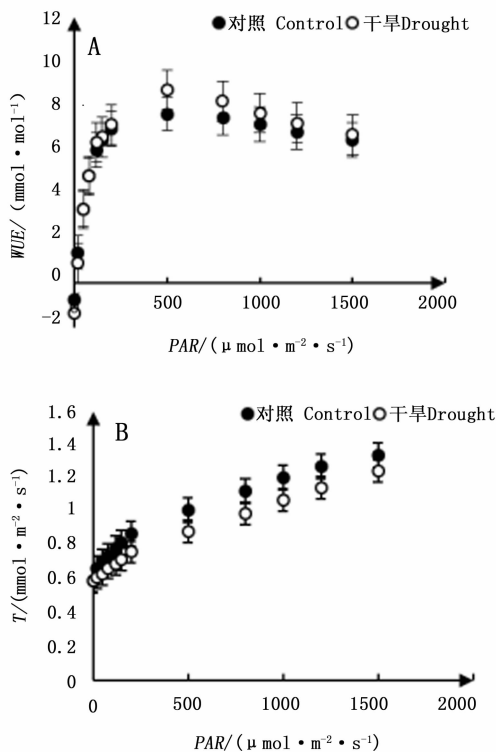 A
●对照 Control ○干旱Drought
12
10
8
6
4
2
0
-2
500 1000 1500 2000
WUE/(mmol·mol⁻¹)
PAR/(μmol·m⁻²·s⁻¹)
B
●对照 Control ○干旱Drought
1.6
1.4
1.2
1
0.8
0.6
0.4
0.2
0
0 500 1000 1500 2000
T/(mmol·m⁻²·s⁻¹)
PAR/(μmol·m⁻²·s⁻¹)